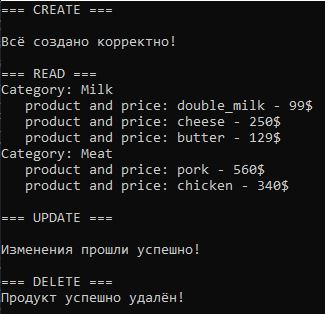 === CREATE ===
Всё создано корректно!
=== READ ===
Category: Milk
product and price: double_milk - 99$
product and price: cheese - 250$
product and price: butter - 129$
Category: Meat
product and price: pork - 560$
product and price: chicken - 340$
=== UPDATE ===
Изменения прошли успешно!
=== DELETE ===
Продукт успешно удалён!